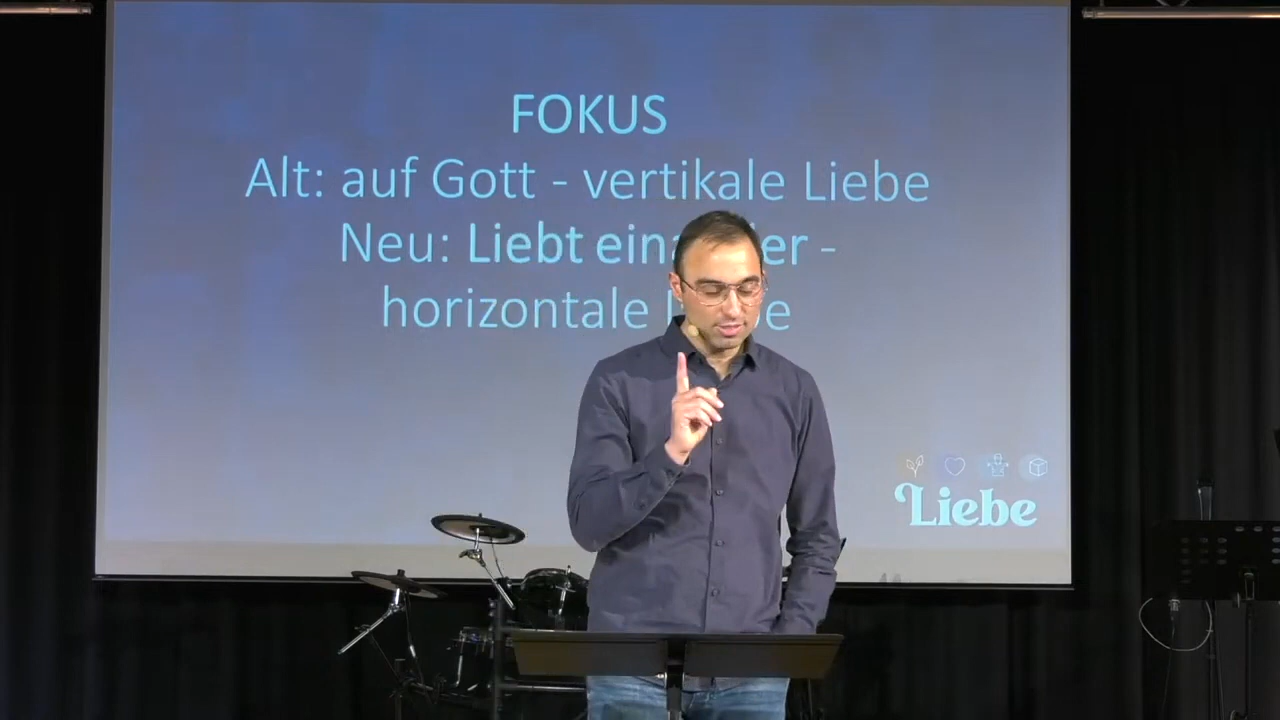 FOKUS
Alt: auf Gott - vertikale Liebe
Neu: Liebt -
horizontale
Liebe